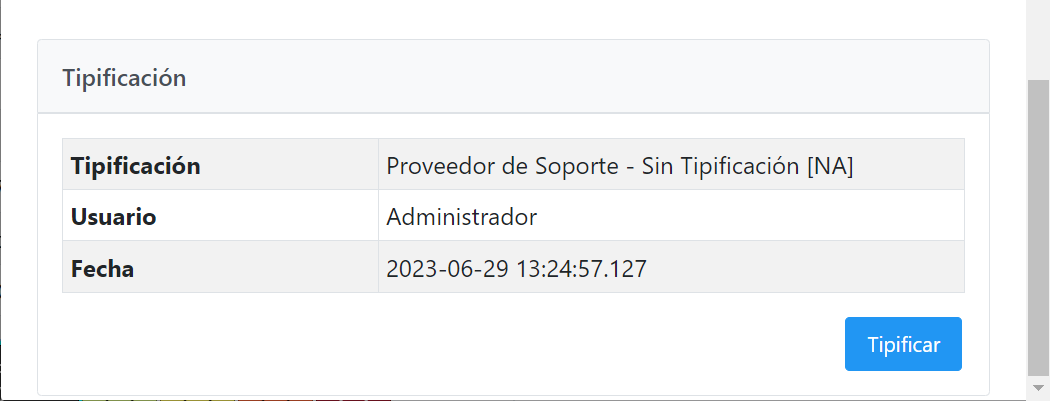 Tipificación
Tipificación Proveedor de Soporte - Sin Tipificación [NA]
Usuario Administrador
Fecha 2023-06-29 13:24:57.127
Tipificar